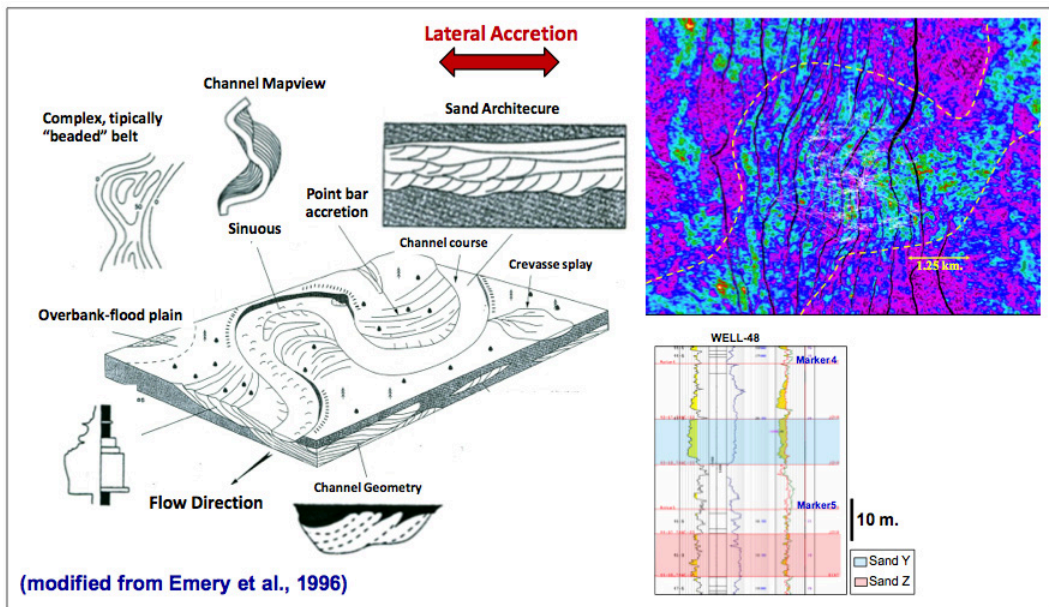 Lateral Accretion
Channel Mapview
Complex, tipically
“beaded” belt
Sand Architecure
Point bar
accretion
Sinuous
Channel course
Crevasse splay
Overbank-flood plain
Flow Direction
Channel Geometry
(modified from Emery et al., 1996)
1.25 km.
WELL-48
Marker 4
Marker5
10 m.
Sand Y
Sand Z